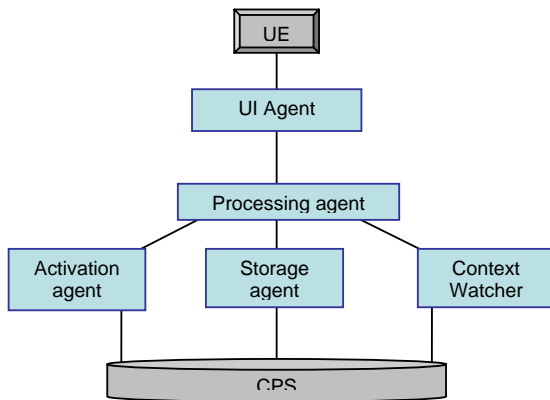 UE
UI Agent
Processing agent
Activation
agent
Storage
agent
Context
Watcher
CPS